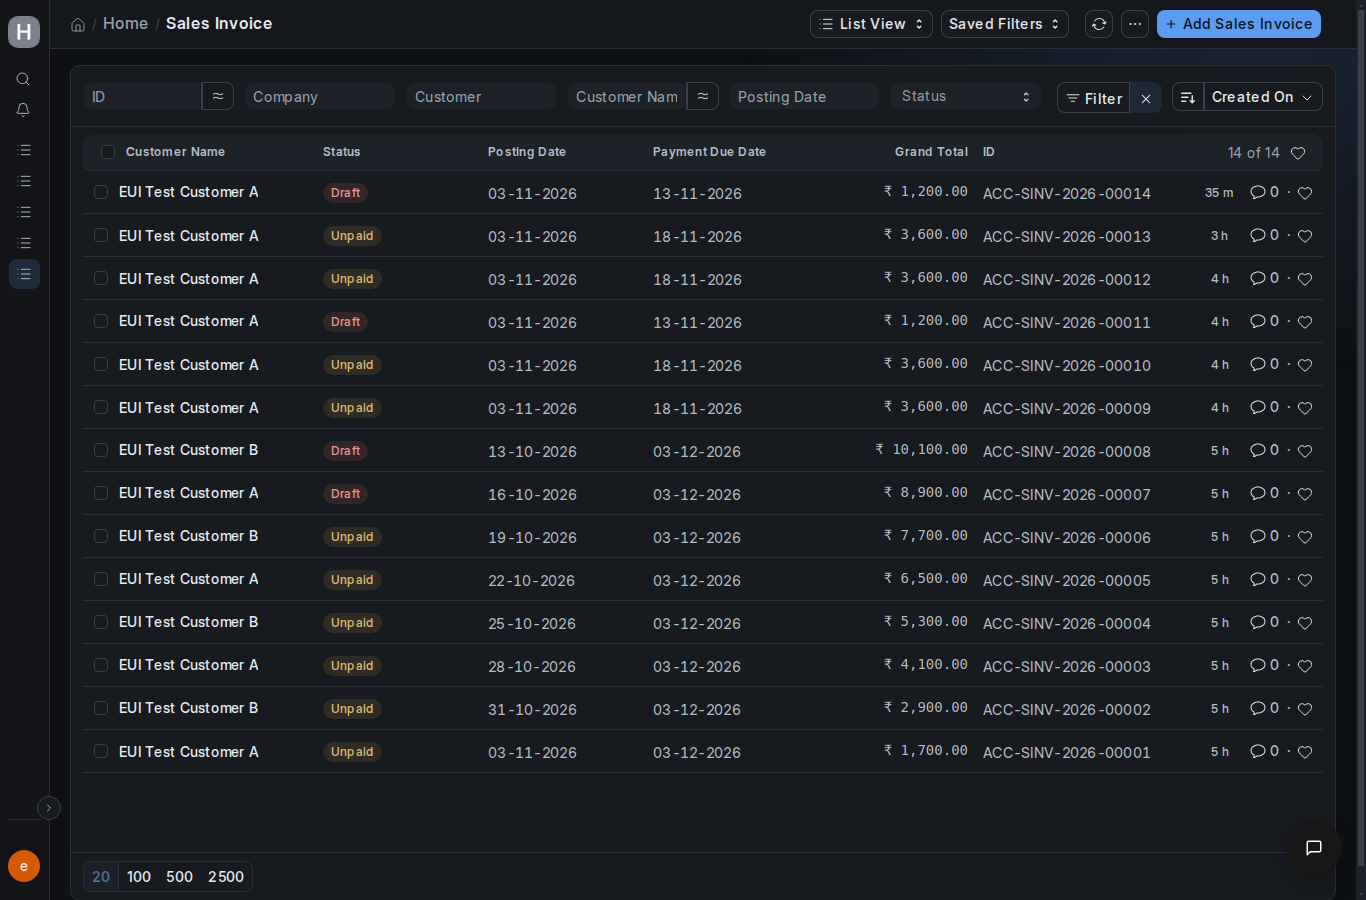 H
Home / Sales Invoice
List View
Saved Filters
Add Sales Invoice
ID
≈
Company
Customer
Customer Nam
≈
Posting Date
Status
Filter
Created On
Customer Name Status Posting Date Payment Due Date Grand Total ID 14 of 14
EUI Test Customer A Draft 03-11-2026 13-11-2026 ₹ 1,200.00 ACC-SINV-2026-00014 35 m 0 ·
EUI Test Customer A Unpaid 03-11-2026 18-11-2026 ₹ 3,600.00 ACC-SINV-2026-00013 3 h 0 ·
EUI Test Customer A Unpaid 03-11-2026 18-11-2026 ₹ 3,600.00 ACC-SINV-2026-00012 4 h 0 ·
EUI Test Customer A Draft 03-11-2026 13-11-2026 ₹ 1,200.00 ACC-SINV-2026-00011 4 h 0 ·
EUI Test Customer A Unpaid 03-11-2026 18-11-2026 ₹ 3,600.00 ACC-SINV-2026-00010 4 h 0 ·
EUI Test Customer A Unpaid 03-11-2026 18-11-2026 ₹ 3,600.00 ACC-SINV-2026-00009 4 h 0 ·
EUI Test Customer B Draft 13-10-2026 03-12-2026 ₹ 10,100.00 ACC-SINV-2026-00008 5 h 0 ·
EUI Test Customer A Draft 16-10-2026 03-12-2026 ₹ 8,900.00 ACC-SINV-2026-00007 5 h 0 ·
EUI Test Customer B Unpaid 19-10-2026 03-12-2026 ₹ 7,700.00 ACC-SINV-2026-00006 5 h 0 ·
EUI Test Customer A Unpaid 22-10-2026 03-12-2026 ₹ 6,500.00 ACC-SINV-2026-00005 5 h 0 ·
EUI Test Customer B Unpaid 25-10-2026 03-12-2026 ₹ 5,300.00 ACC-SINV-2026-00004 5 h 0 ·
EUI Test Customer A Unpaid 28-10-2026 03-12-2026 ₹ 4,100.00 ACC-SINV-2026-00003 5 h 0 ·
EUI Test Customer B Unpaid 31-10-2026 03-12-2026 ₹ 2,900.00 ACC-SINV-2026-00002 5 h 0 ·
EUI Test Customer A Unpaid 03-11-2026 03-12-2026 ₹ 1,700.00 ACC-SINV-2026-00001 5 h 0 ·
e
20 100 500 2500